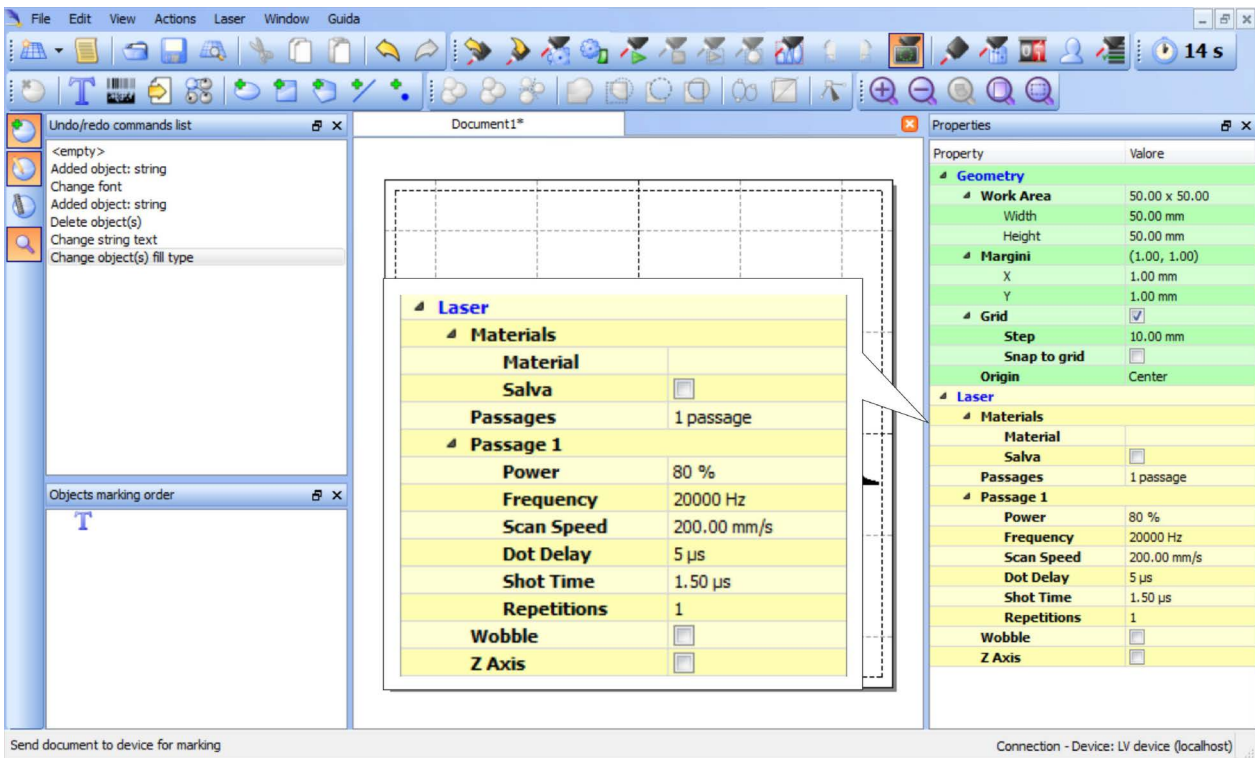 File Edit View Actions Laser Window Guida
14 s
T
Undo/redo commands list
<empty>
Added object: string
Change font
Added object: string
Delete object(s)
Change string text
Change object(s) fill type
Objects marking order
T
Document1*
Laser
Materials
Material
Salva
Passages 1 passage
Passage 1
Power 80 %
Frequency 20000 Hz
Scan Speed 200.00 mm/s
Dot Delay 5 µs
Shot Time 1.50 µs
Repetitions 1
Wobble
Z Axis
Properties
Property Valore
Geometry
Work Area 50.00 x 50.00
Width 50.00 mm
Height 50.00 mm
Margini (1.00, 1.00)
X 1.00 mm
Y 1.00 mm
Grid
Step 10.00 mm
Snap to grid
Origin Center
Laser
Materials
Material
Salva
Passages 1 passage
Passage 1
Power 80 %
Frequency 20000 Hz
Scan Speed 200.00 mm/s
Dot Delay 5 µs
Shot Time 1.50 µs
Repetitions 1
Wobble
Z Axis
Send document to device for marking
Connection - Device: LV device (localhost)